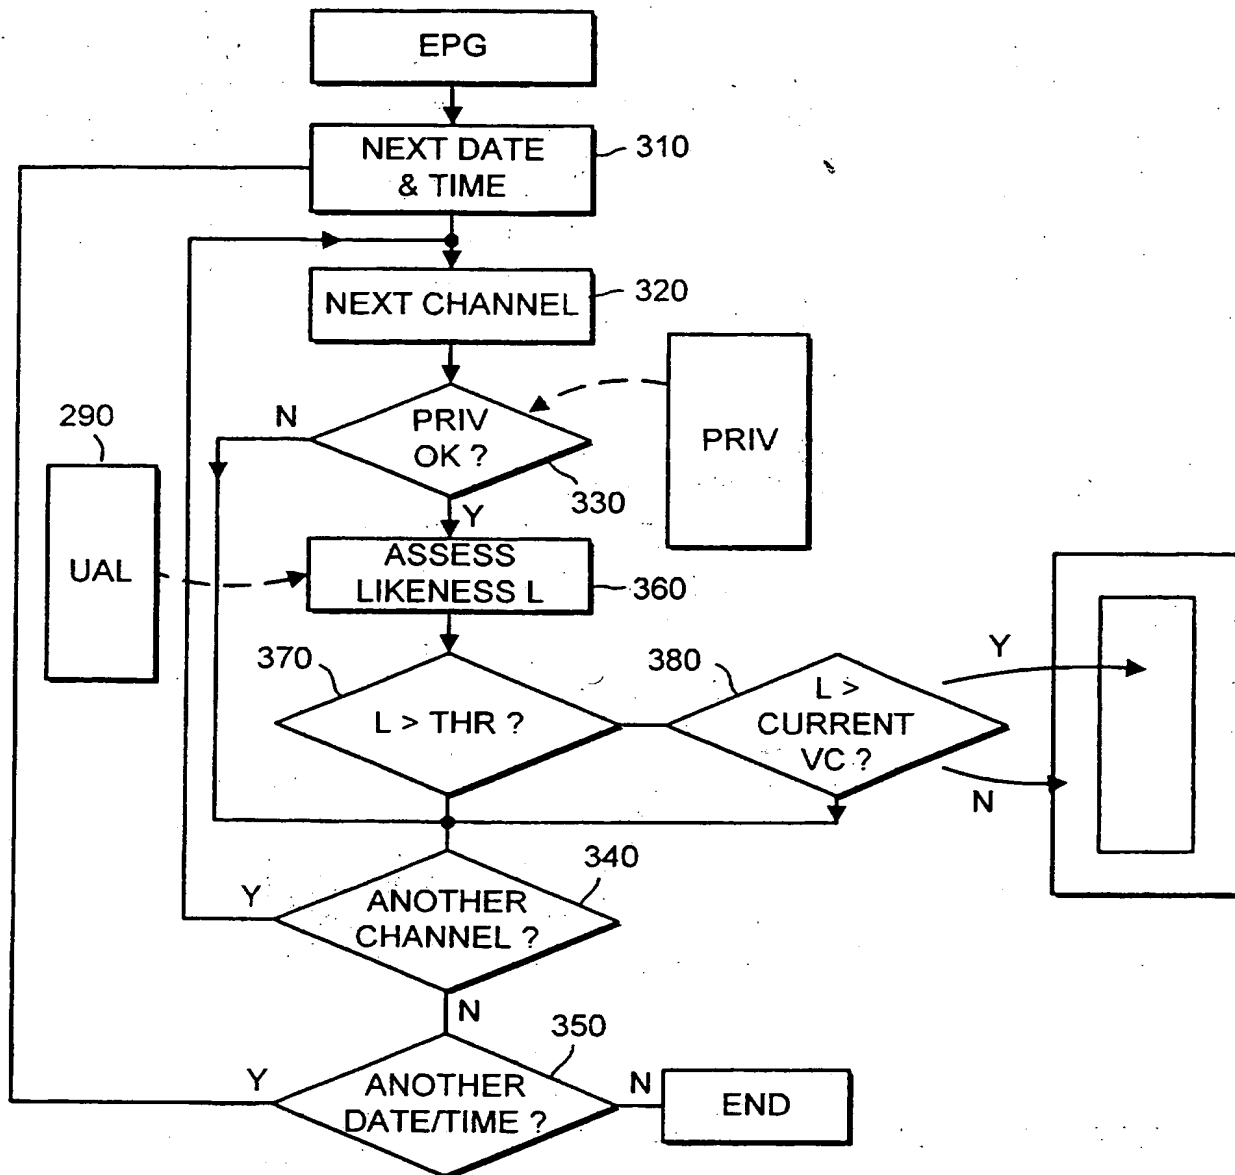 EPG
NEXT DATE
& TIME
310
NEXT CHANNEL
320
N
PRIV
OK ?
330
PRIV
290
UAL
Y
ASSESS
LIKENESS L
360
370
L > THR ?
380
L >
CURRENT
VC ?
Y
N
340
Y
ANOTHER
CHANNEL ?
N
350
Y
ANOTHER
DATE/TIME ?
N
END